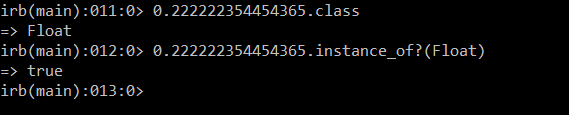 irb(main):011:0> 0.222222354454365.class
=> Float
irb(main):012:0> 0.222222354454365.instance_of?(Float)
=> true
irb(main):013:0>